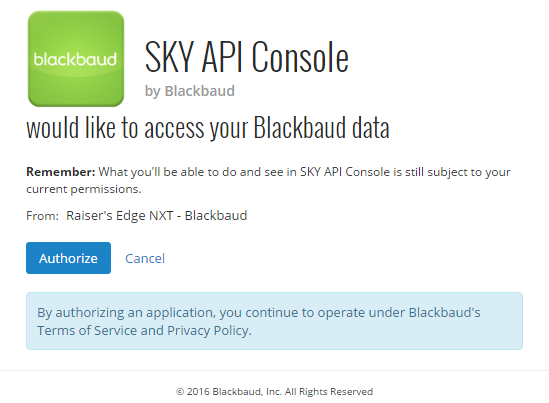 blackbaud
SKY API Console
by Blackbaud
would like to access your Blackbaud data
Remember: What you'll be able to do and see in SKY API Console is still subject to your
current permissions.
From: Raiser's Edge NXT - Blackbaud
Authorize Cancel
By authorizing an application, you continue to operate under Blackbaud's
Terms of Service and Privacy Policy.
© 2016 Blackbaud, Inc. All Rights Reserved